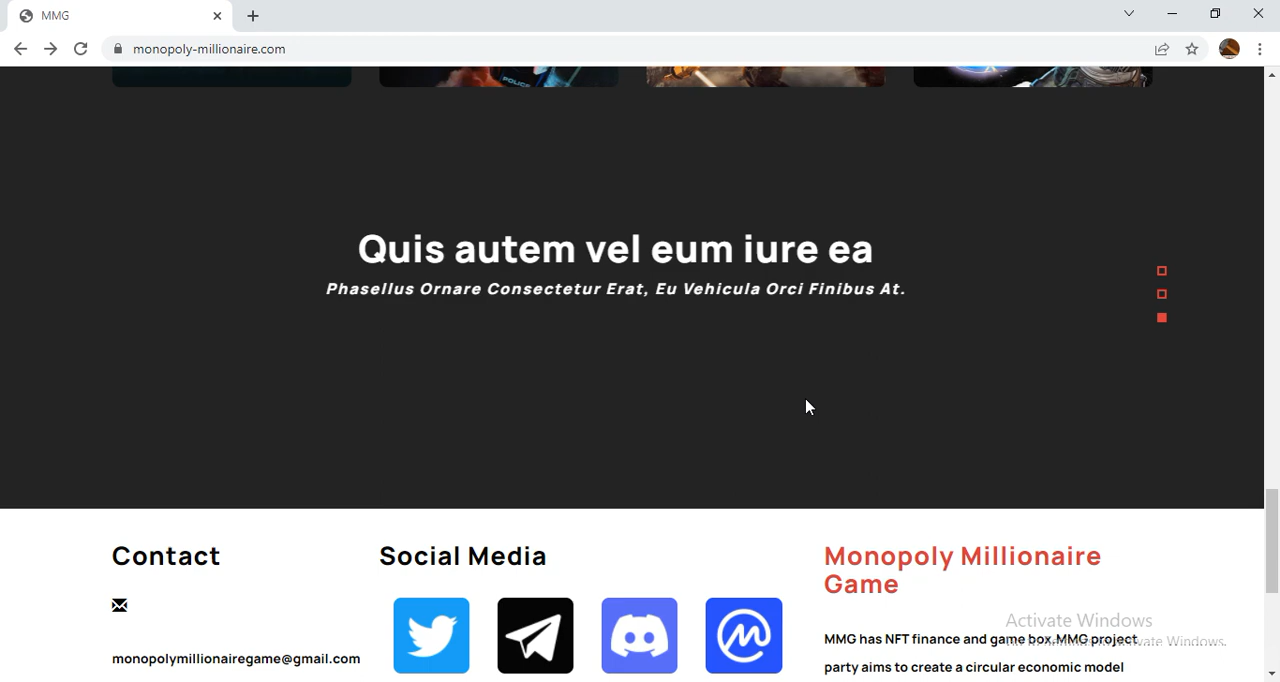 MMG
monopoly-millionaire.com
POLICE
Quis autem vel eum iure ea
Phasellus Ornare Consectetur Erat, Eu Vehicula Orci Finibus At.
Contact
Social Media
Monopoly Millionaire
Game
Activate Windows
MMG has NFT finance and game box, MMG project
monopolymillionairegame@gmail.com
party aims to create a circular economic model